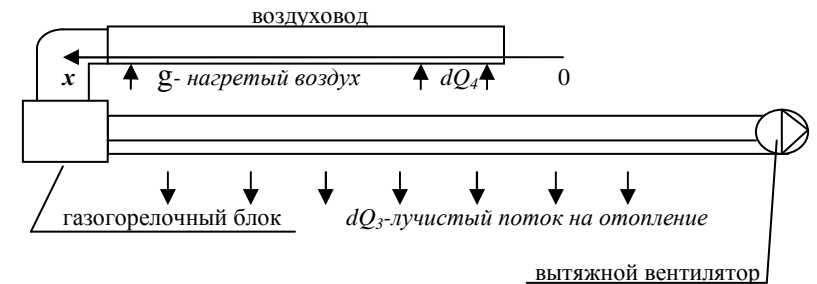 воздуховод
x g- нагретый воздух dQ4 0
газогорелочный блок dQ3-лучистый поток на отопление
вытяжной вентилятор